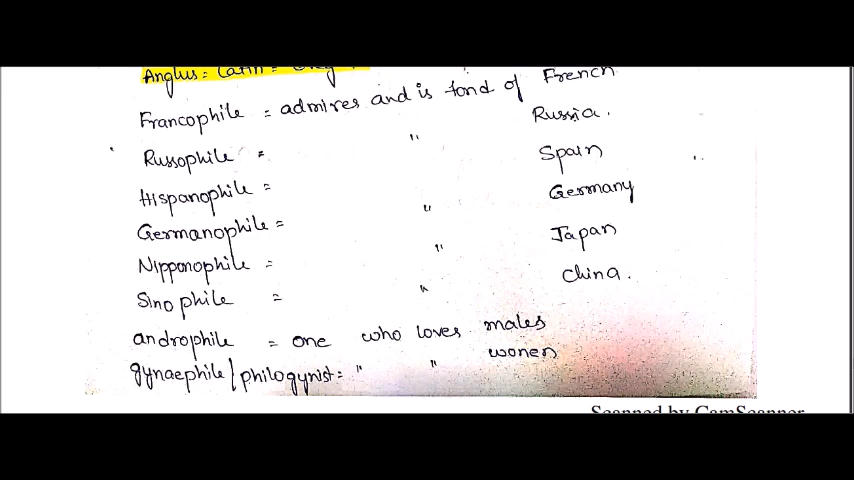 Anglus = Latin =
Francophile = admires and is fond of French
Russophile = " Russia.
Hispanophile = Spain
Germanophile = " Germany
Nipponophile = " Japan
Sinophile = " China.
androphile = one who loves males
gynaephile/philogynist = " " wonen
Scanned by CamScanner